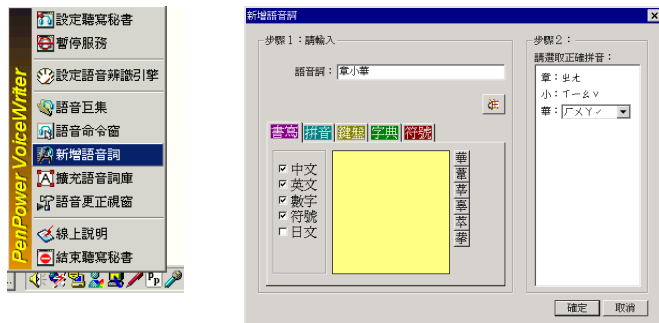 PenPower VoiceWriter
設定聽寫秘書
暫停服務
設定語音辨識引擎
語音巨集
語音命令窗
新增語音詞
擴充語音詞庫
語音更正視窗
線上說明
結束聽寫秘書
新增語音詞
步驟1：請輸入
語音詞：章小華
書寫 拼音 鍵盤 字典 符號
中文
英文
數字
符號
日文
華
葦
莘
辜
萃
步驟2：
請選取正確拼音：
章：ㄓㄤ
小：ㄒㄧㄠˇ
華：ㄏㄨㄚˊ
確定 取消